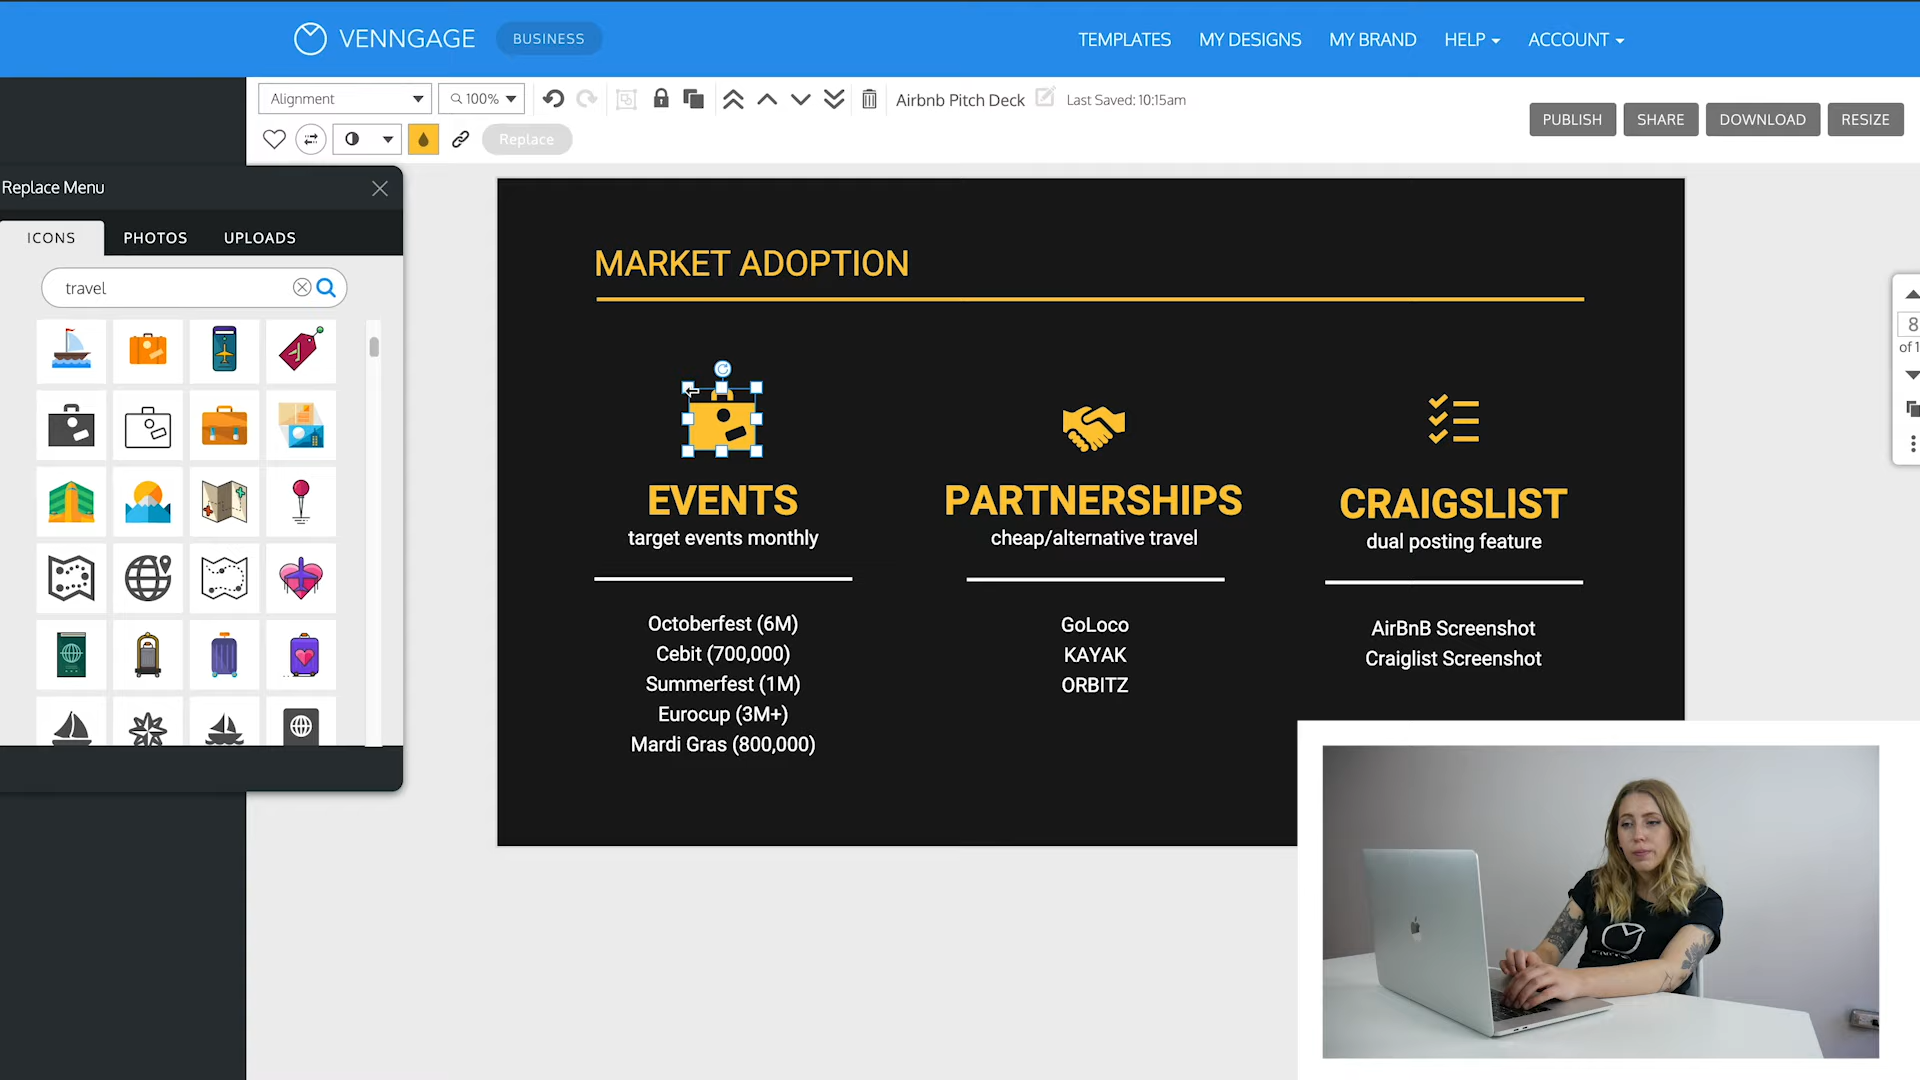 VENNGAGE
BUSINESS
TEMPLATES
MY DESIGNS
MY BRAND
HELP
ACCOUNT
Alignment
100%
Airbnb Pitch Deck
Last Saved: 10:15am
Replace
PUBLISH
SHARE
DOWNLOAD
RESIZE
Replace Menu
ICONS
PHOTOS
UPLOADS
travel
MARKET ADOPTION
EVENTS
target events monthly
Octoberfest (6M)
Cebit (700,000)
Summerfest (1M)
Eurocup (3M+)
Mardi Gras (800,000)
PARTNERSHIPS
cheap/alternative travel
GoLoco
KAYAK
ORBITZ
CRAIGSLIST
dual posting feature
AirBnB Screenshot
Craiglist Screenshot
8
of 1